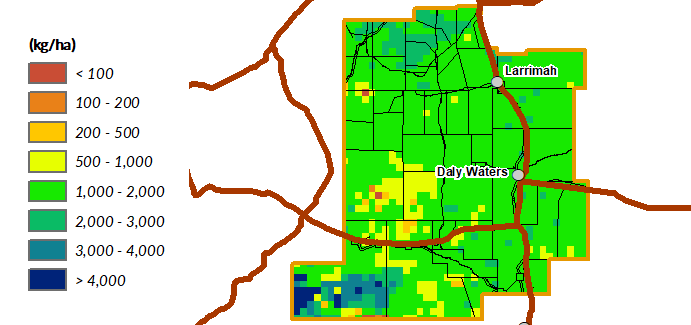 (kg/ha)
< 100
100 - 200
200 - 500
500 - 1,000
1,000 - 2,000
2,000 - 3,000
3,000 - 4,000
> 4,000
Larrimah
Daly Waters